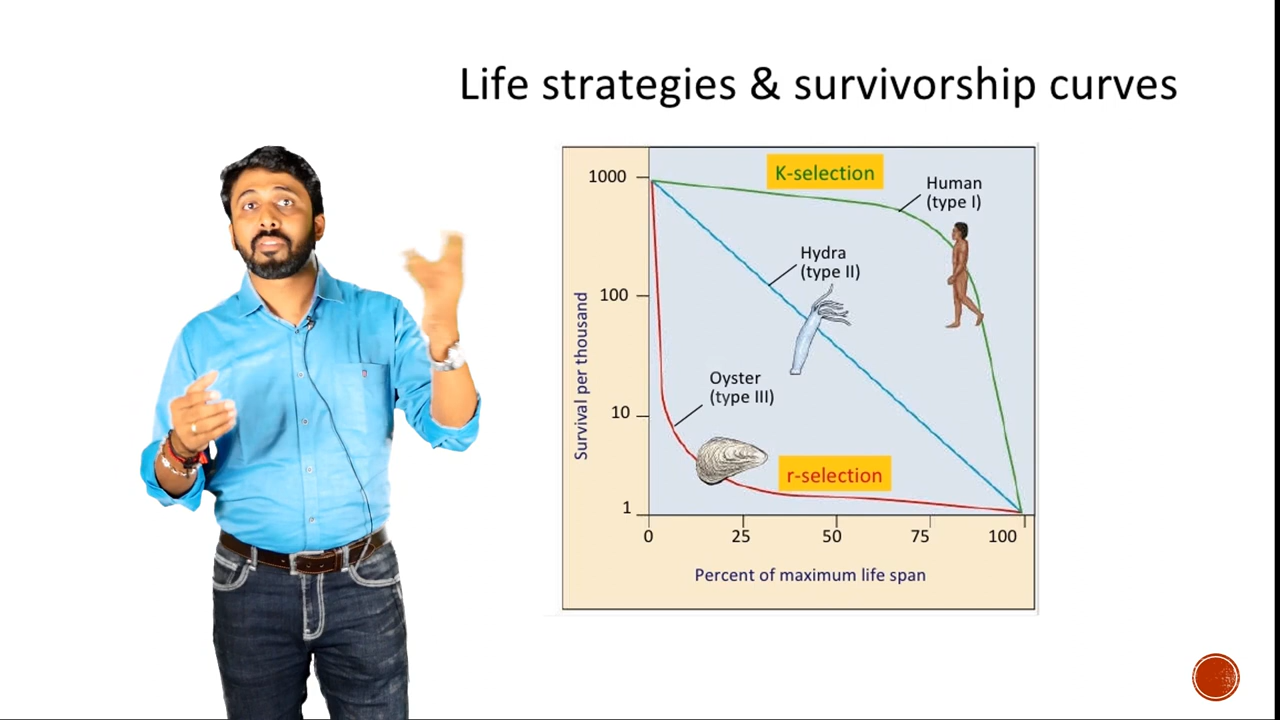 Life strategies & survivorship curves
K-selection
1000
Human
(type I)
Hydra
(type II)
100
Survival per thousand
Oyster
(type III)
10
r-selection
1
0 25 50 75 100
Percent of maximum life span